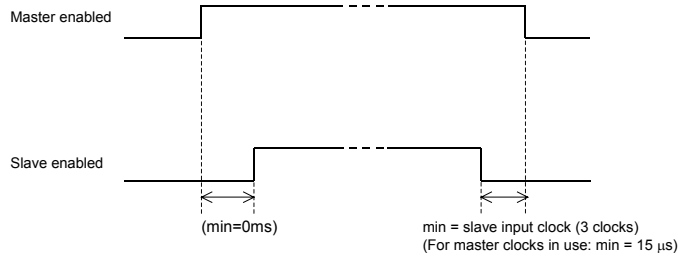 Master enabled
Slave enabled
(min=0ms)
min = slave input clock (3 clocks)
(For master clocks in use: min = 15 μs)